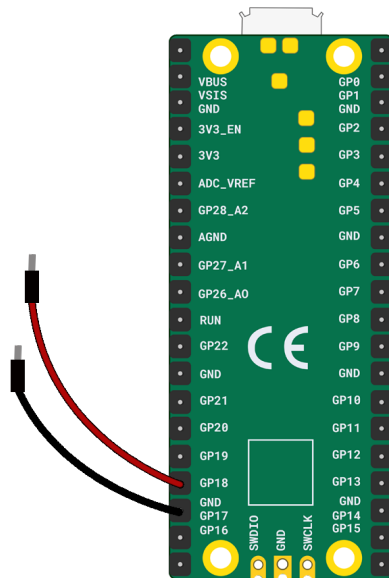 VBUS
VSIS
GND
3V3_EN
3V3
ADC_VREF
GP28_A2
AGND
GP27_A1
GP26_A0
RUN
GP22
GND
GP21
GP20
GP19
GP18
GND
GP17
GP16
GP0
GP1
GND
GP2
GP3
GP4
GP5
GND
GP6
GP7
GP8
GP9
GND
GP10
GP11
GP12
GP13
GND
GP14
GP15
CE
SWDIO
GND
SWCLK